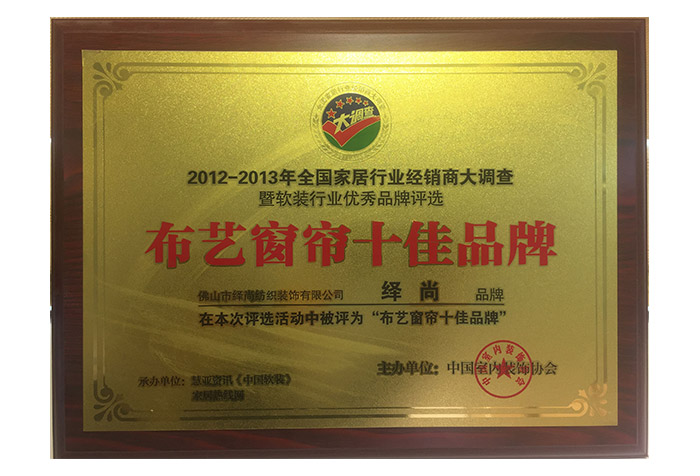 大调查
2012-2013年全国家居行业经销商大调查
暨软装行业优秀品牌评选
布艺窗帘十佳品牌
佛山市绎尚纺织装饰有限公司 绎尚 品牌
在本次评选活动中被评为“布艺窗帘十佳品牌”
主办单位：中国室内装饰协会
承办单位：慧亚资讯《中国软装》
家居热线网